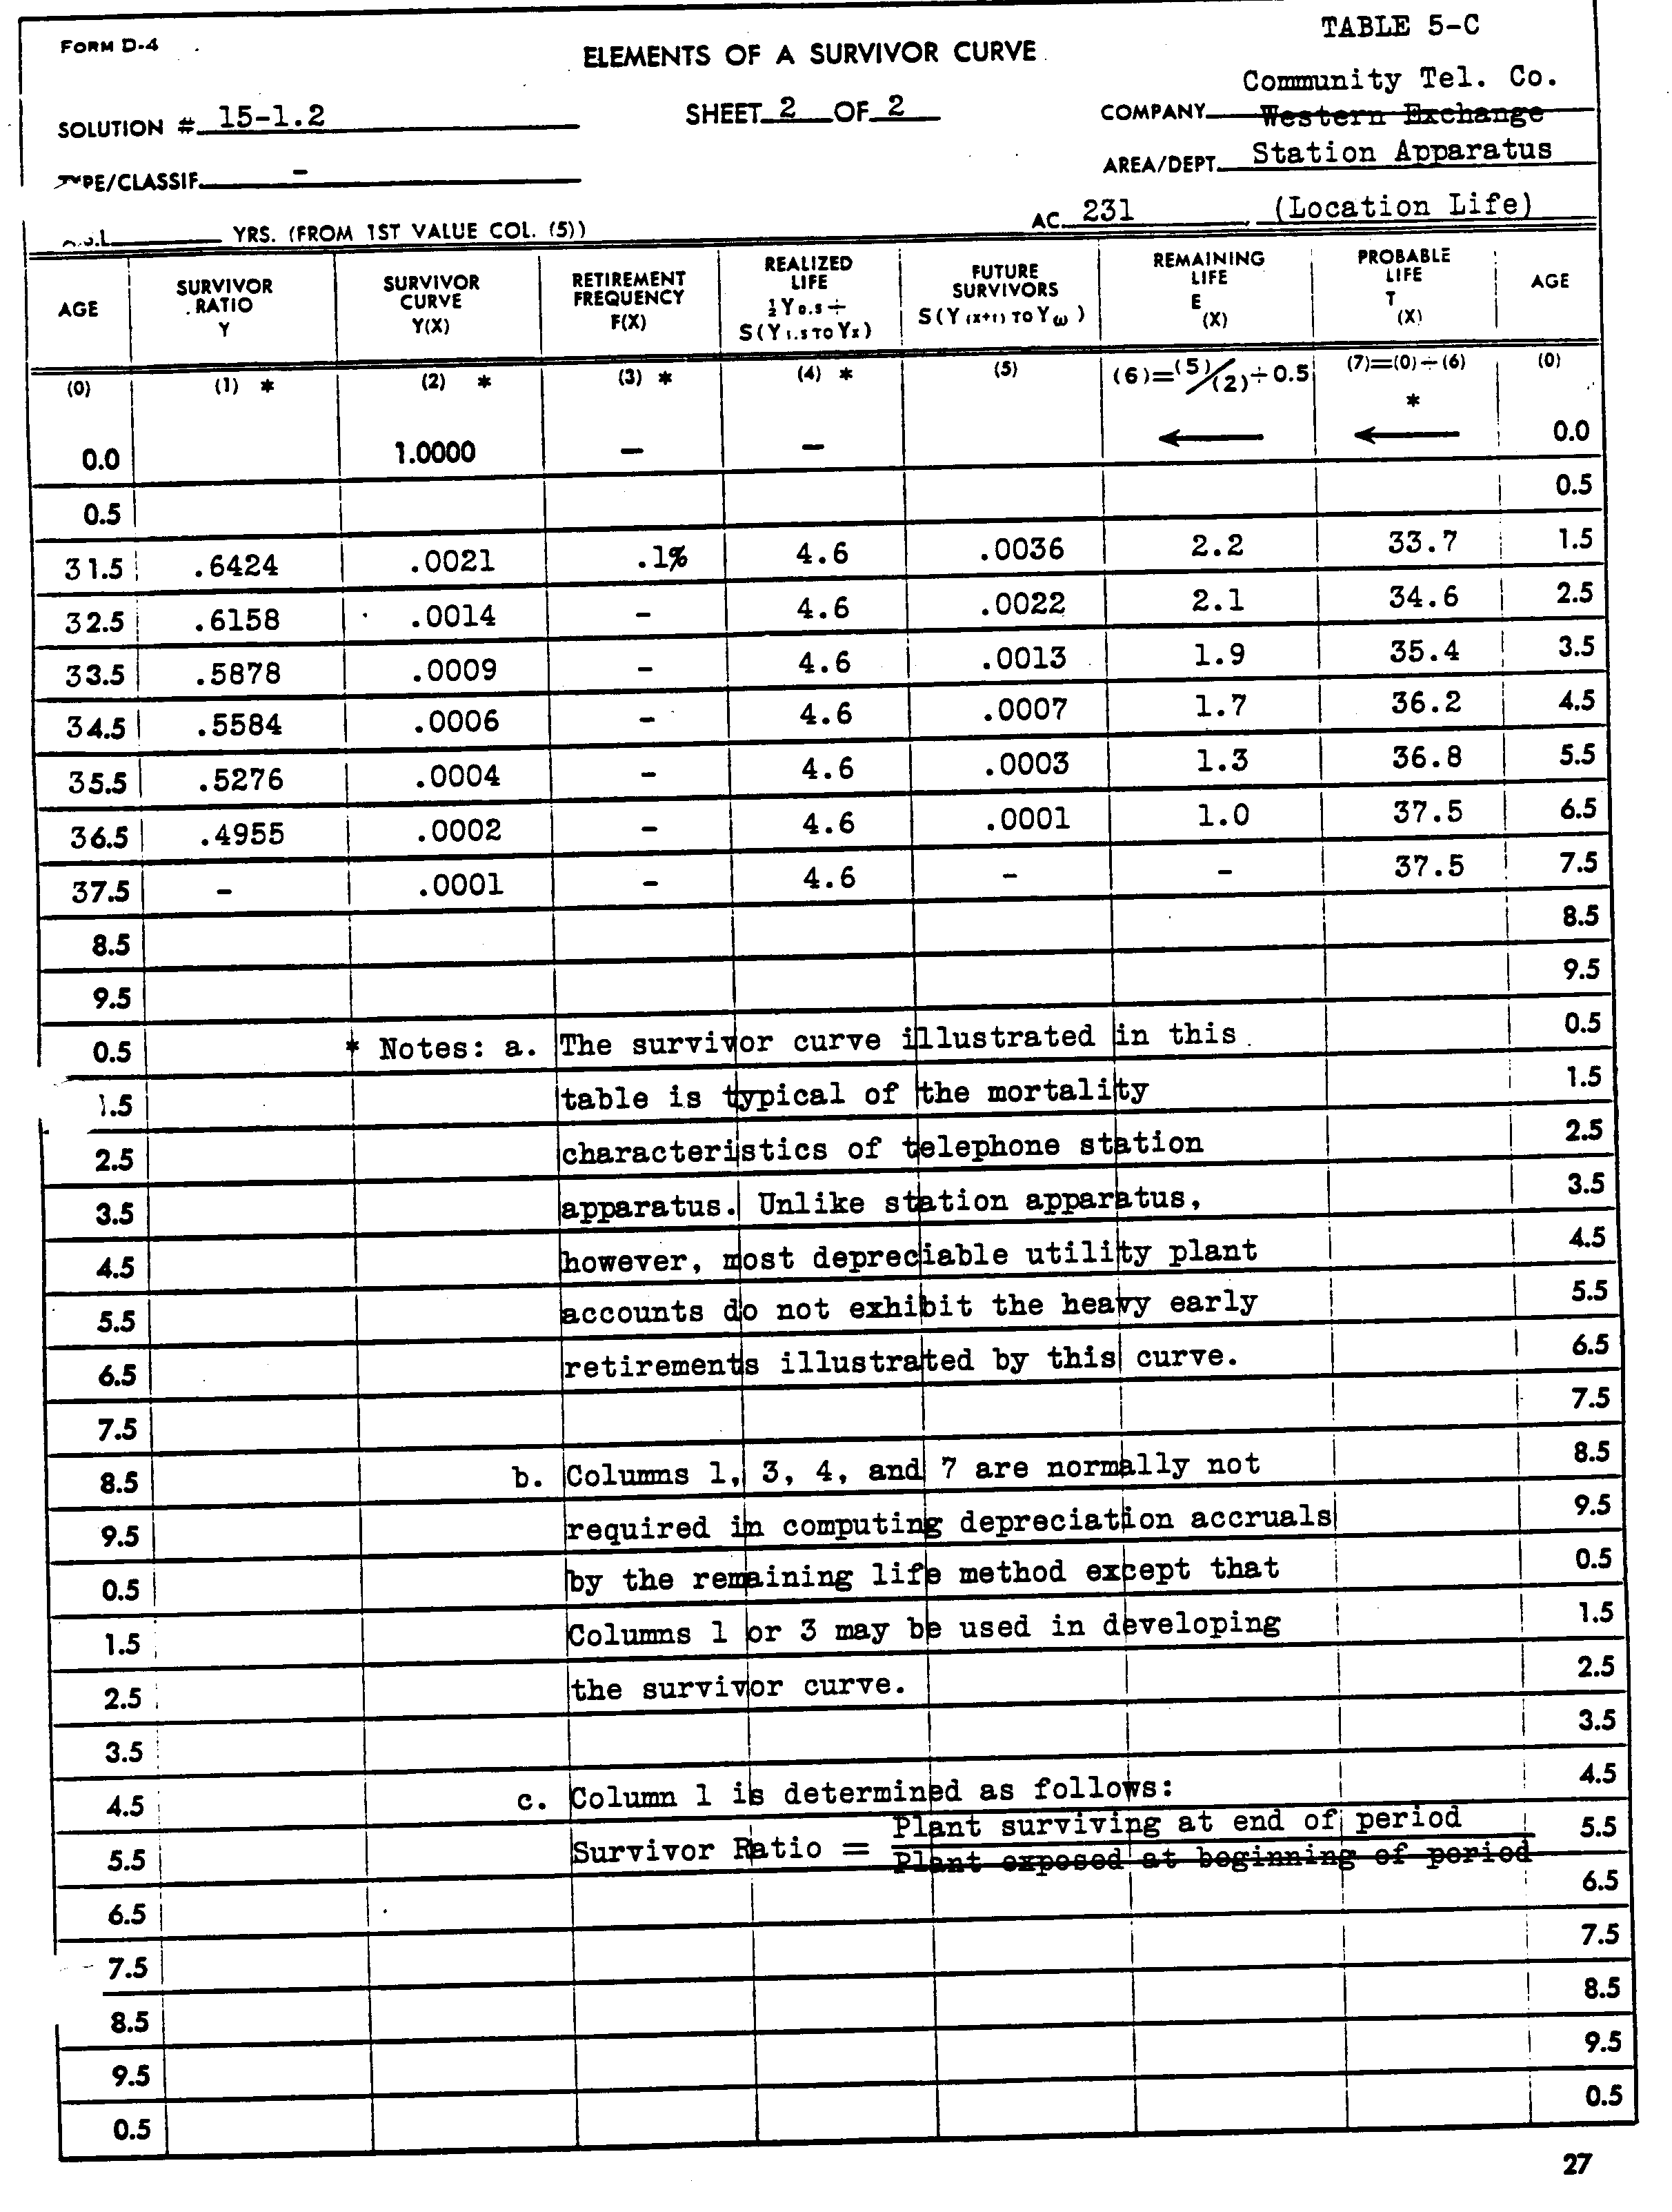 FORM D-4
TABLE 5-C
ELEMENTS OF A SURVIVOR CURVE
Community Tel. Co.
SOLUTION # 15-1.2 SHEET 2 OF 2 COMPANY Western Exchange
TYPE/CLASSIF. - AREA/DEPT. Station Apparatus
YRS. (FROM 1ST VALUE COL. (5)) AC. 231 (Location Life)
AGE SURVIVOR RATIO Y SURVIVOR CURVE Y(X) RETIREMENT FREQUENCY F(X) REALIZED LIFE ½Y0.5 ÷ S(Y1.5 TO YX) FUTURE SURVIVORS S(Y(X+1) TO Yω) REMAINING LIFE E(X) PROBABLE LIFE T(X) AGE
(0) (1) * (2) * (3) * (4) * (5) (6)=(5)/(2)÷0.5 (7)=(0)÷(6) * (0)
0.0 1.0000 - - ← ← 0.0
0.5 0.5
31.5 .6424 .0021 .1% 4.6 .0036 2.2 33.7 1.5
32.5 .6158 .0014 - 4.6 .0022 2.1 34.6 2.5
33.5 .5878 .0009 - 4.6 .0013 1.9 35.4 3.5
34.5 .5584 .0006 - 4.6 .0007 1.7 36.2 4.5
35.5 .5276 .0004 - 4.6 .0003 1.3 36.8 5.5
36.5 .4955 .0002 - 4.6 .0001 1.0 37.5 6.5
37.5 - .0001 - 4.6 - - 37.5 7.5
8.5 8.5
9.5 9.5
0.5 * Notes: a. The survivor curve illustrated in this 0.5
1.5 table is typical of the mortality 1.5
2.5 characteristics of telephone station 2.5
3.5 apparatus. Unlike station apparatus, 3.5
4.5 however, most depreciable utility plant 4.5
5.5 accounts do not exhibit the heavy early 5.5
6.5 retirements illustrated by this curve. 6.5
7.5 7.5
8.5 b. Columns 1, 3, 4, and 7 are normally not 8.5
9.5 required in computing depreciation accruals 9.5
0.5 by the remaining life method except that 0.5
1.5 Columns 1 or 3 may be used in developing 1.5
2.5 the survivor curve. 2.5
3.5 3.5
4.5 c. Column 1 is determined as follows: 4.5
Plant surviving at end of period
5.5 Survivor Ratio = 5.5
Plant exposed at beginning of period
6.5 6.5
7.5 7.5
8.5 8.5
9.5 9.5
0.5 0.5
27